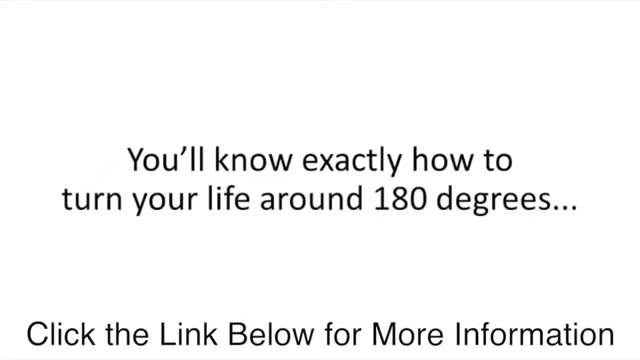 You’ll know exactly how to
turn your life around 180 degrees...
Click the Link Below for More Information